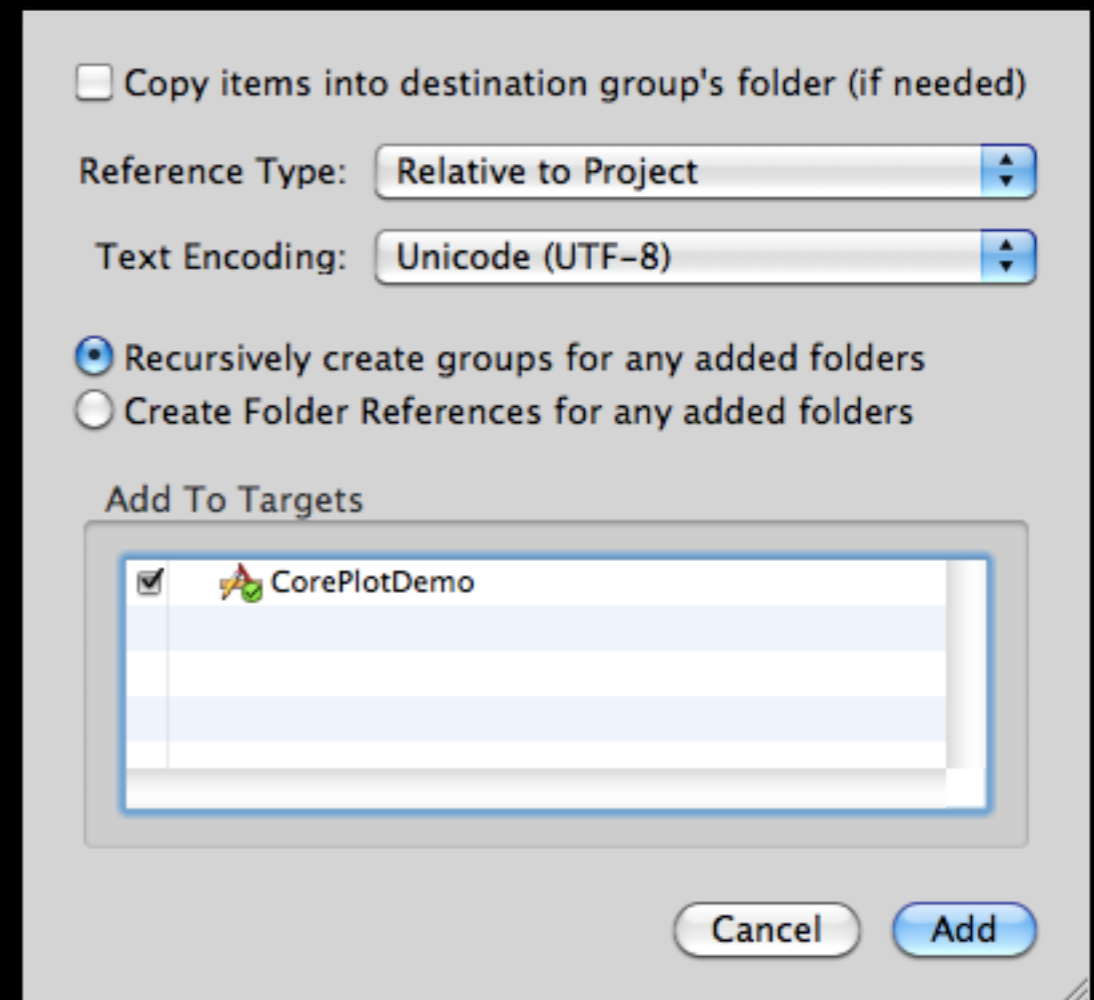 Copy items into destination group's folder (if needed)
Reference Type: Relative to Project
Text Encoding: Unicode (UTF-8)
Recursively create groups for any added folders
Create Folder References for any added folders
Add To Targets
CorePlotDemo
Cancel Add